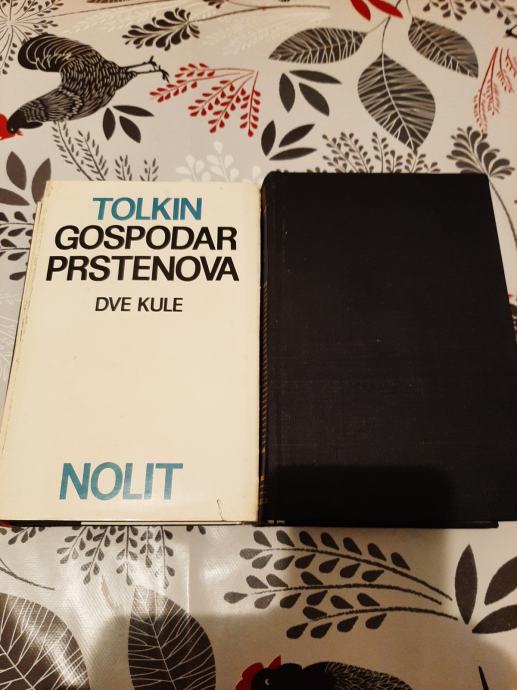 TOLKIN
GOSPODAR
PRSTENOVA
DVE KULE
NOLIT